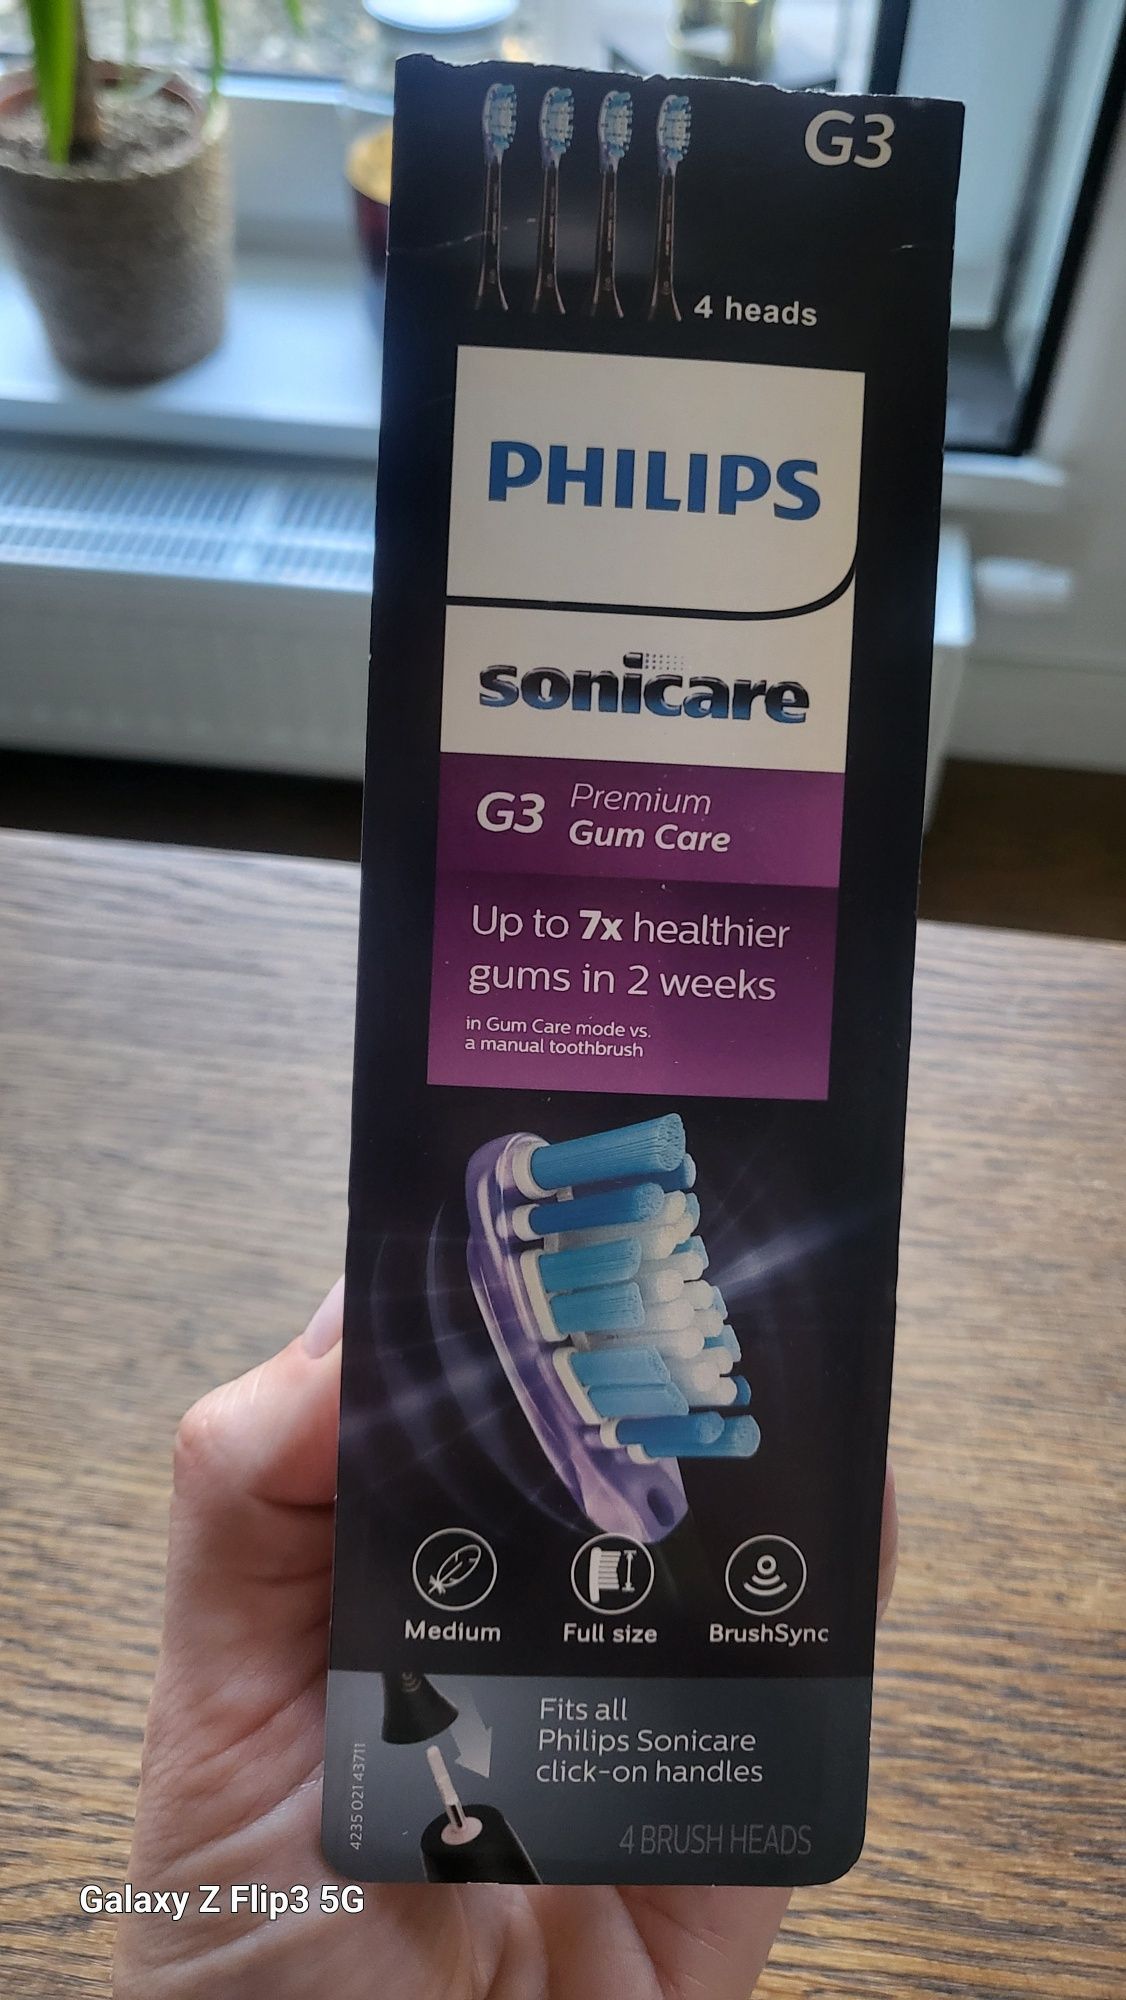 G3
4 heads
PHILIPS
sonicare
G3 Premium
Gum Care
Up to 7x healthier
gums in 2 weeks
in Gum Care mode vs.
a manual toothbrush
Medium
Full size
BrushSync
Fits all
Philips Sonicare
click-on handles
4235 021 43711
4 BRUSH HEADS
Galaxy Z Flip3 5G